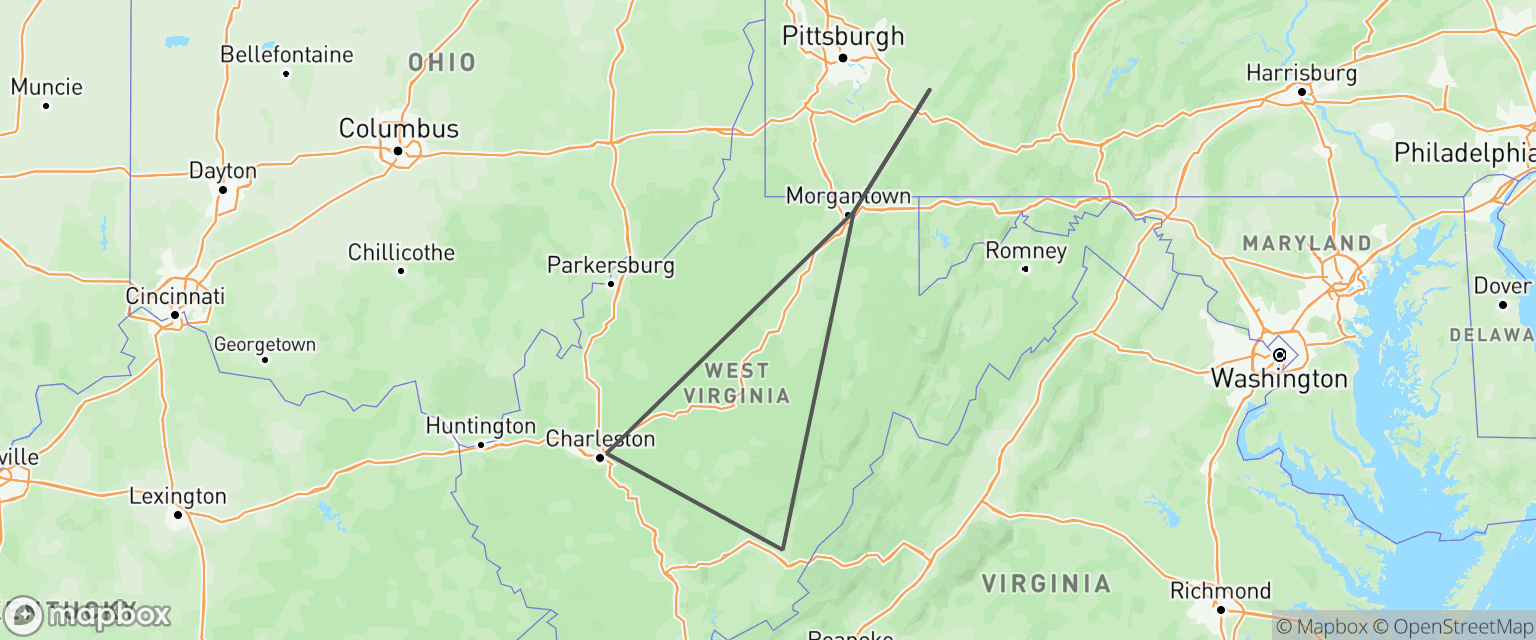 Pittsburgh
Bellefontaine
OHIO
Muncie
Harrisburg
Columbus
Philadelphia
Dayton
Morgantown
Chillicothe
Romney
MARYLAND
Parkersburg
Cincinnati
Dover
Georgetown
DELAWA
WEST
VIRGINIA
Washington
Huntington
Charleston
ville
Lexington
VIRGINIA
Richmond
TUCKY
mapbox
© Mapbox © OpenStreetMap
Roanoke